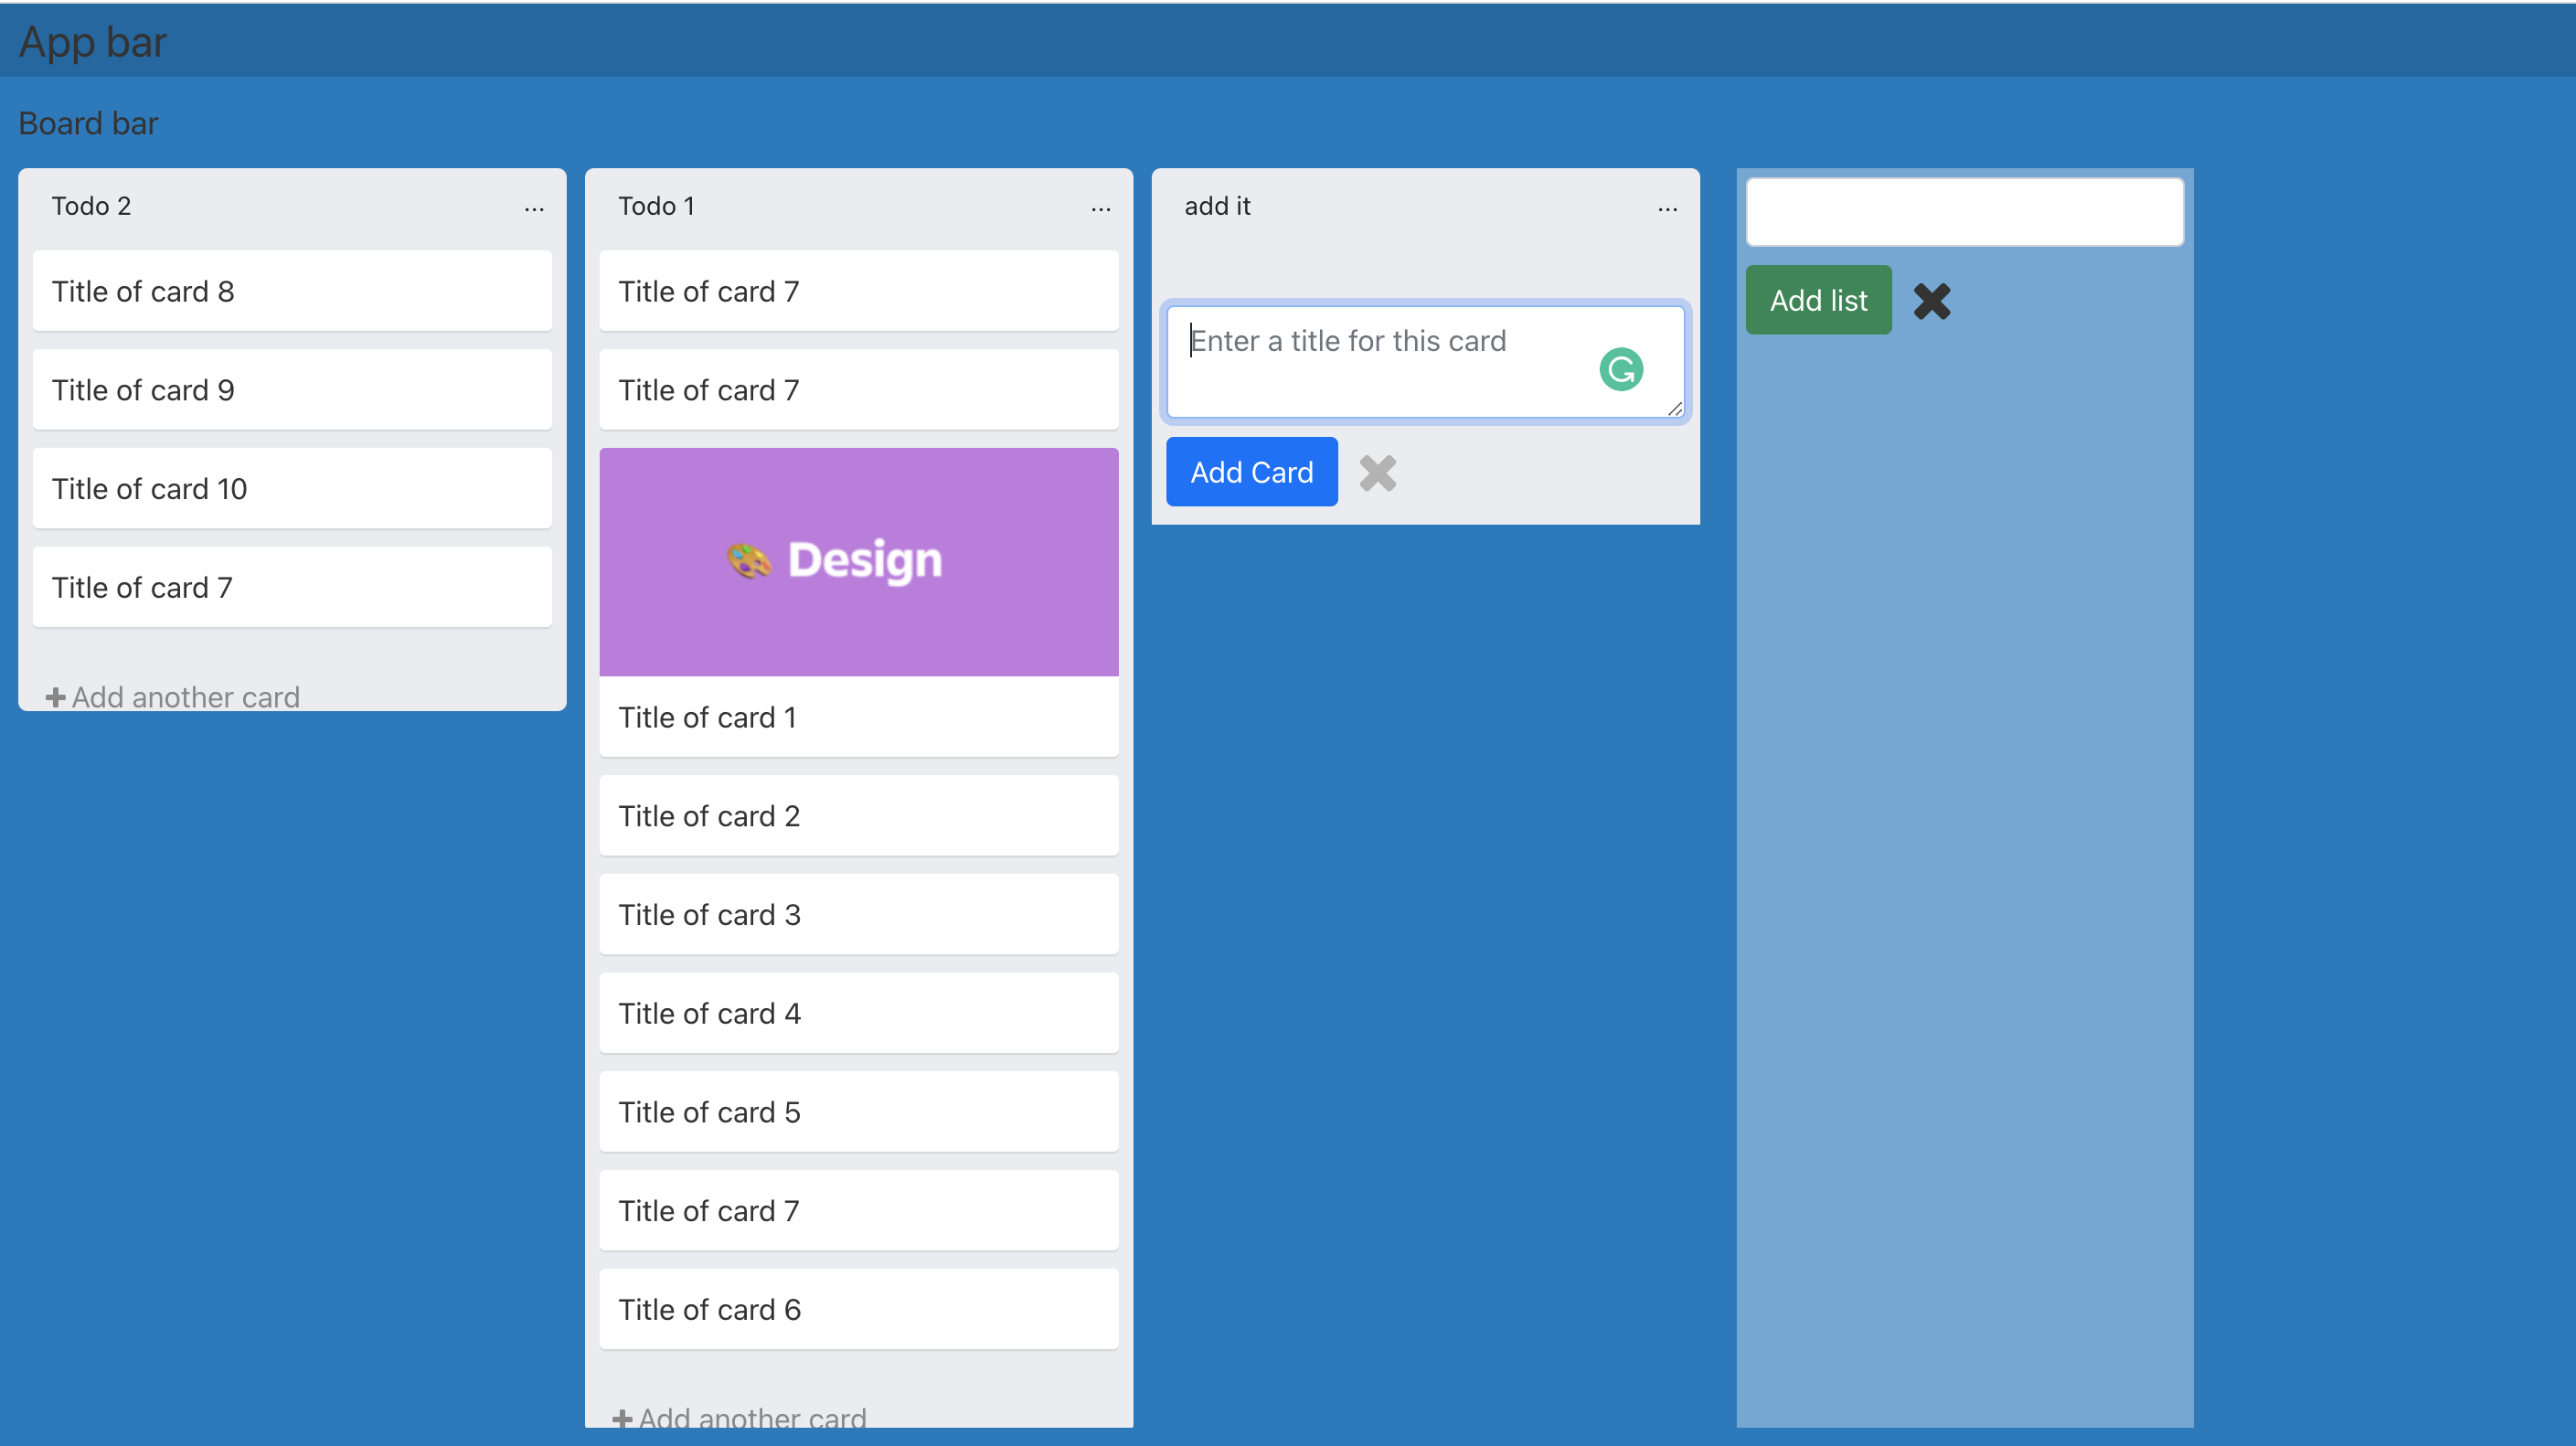 App bar
Board bar
Todo 2
...
Title of card 8
Title of card 9
Title of card 10
Title of card 7
Add another card
Todo 1
...
Title of card 7
Title of card 7
Design
Title of card 1
Title of card 2
Title of card 3
Title of card 4
Title of card 5
Title of card 7
Title of card 6
Add another card
add it
...
Enter a title for this card
Add Card
Add list